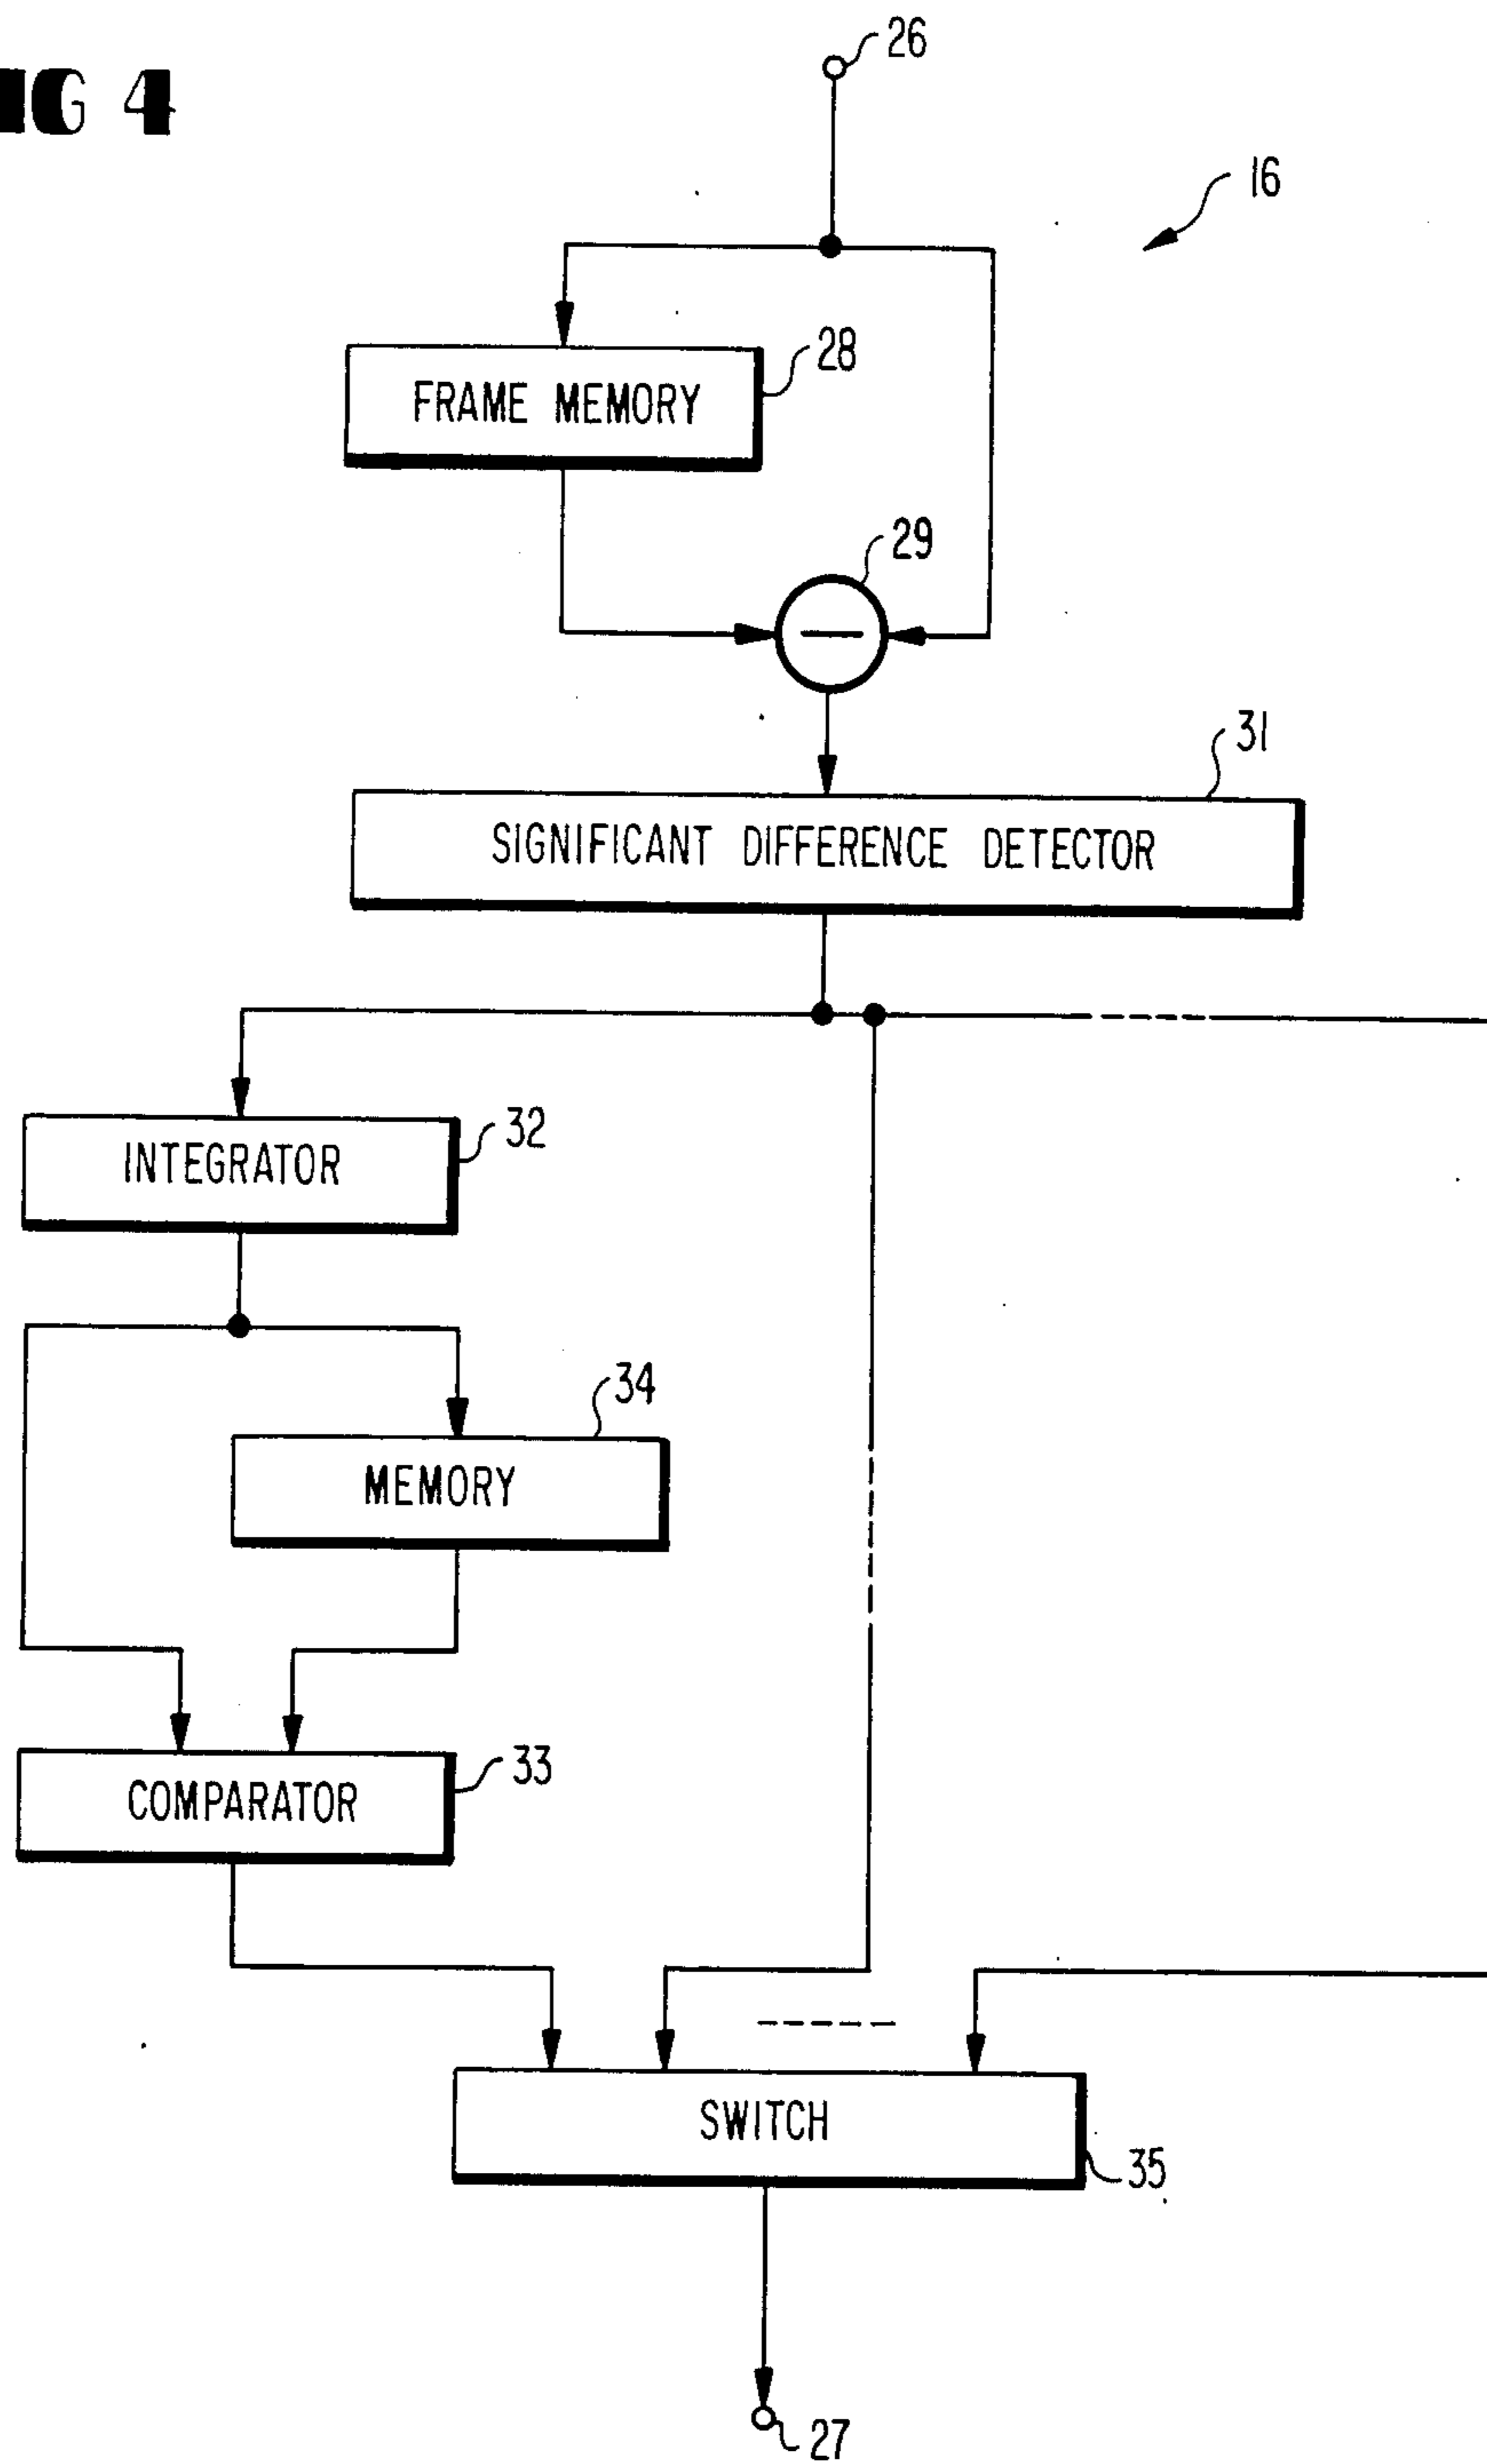 26
IG 4
16
28
FRAME MEMORY
29
31
SIGNIFICANT DIFFERENCE DETECTOR
32
INTEGRATOR
34
MEMORY
33
COMPARATOR
SWITCH
35
27